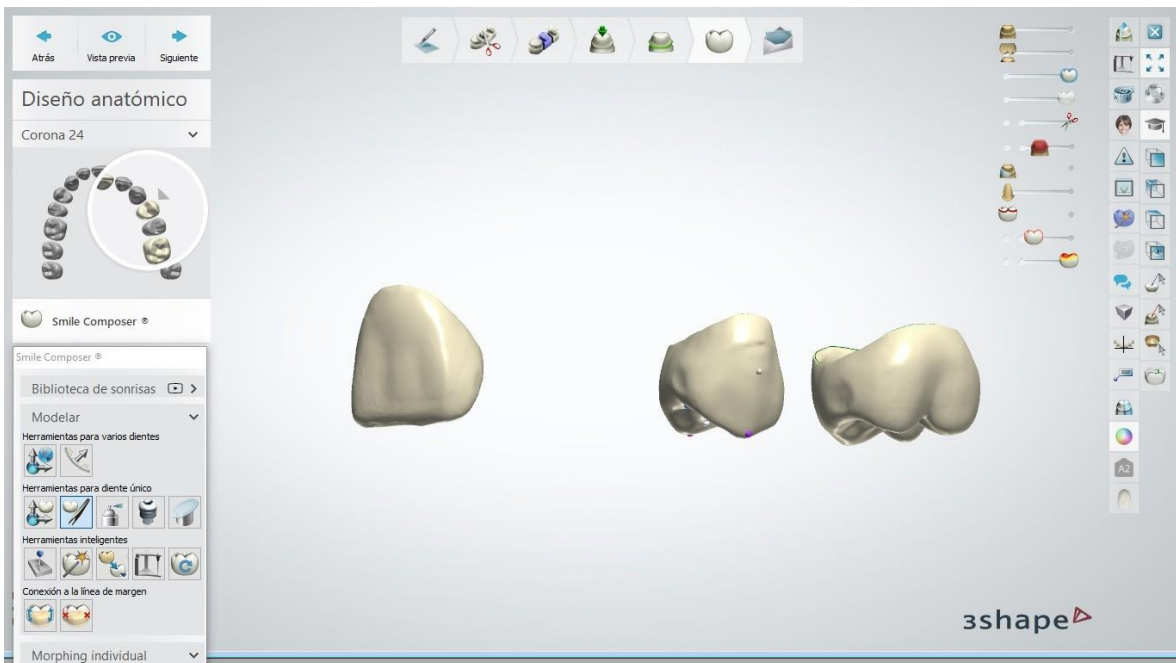 Atrás
Vista previa
Siguiente
Diseño anatómico
Corona 24
Smile Composer ®
Smile Composer ®
Biblioteca de sonrisas
Modelar
Herramientas para varios dientes
Herramientas para diente único
Herramientas inteligentes
Conexión a la línea de margen
Morphing individual
A2
3shape